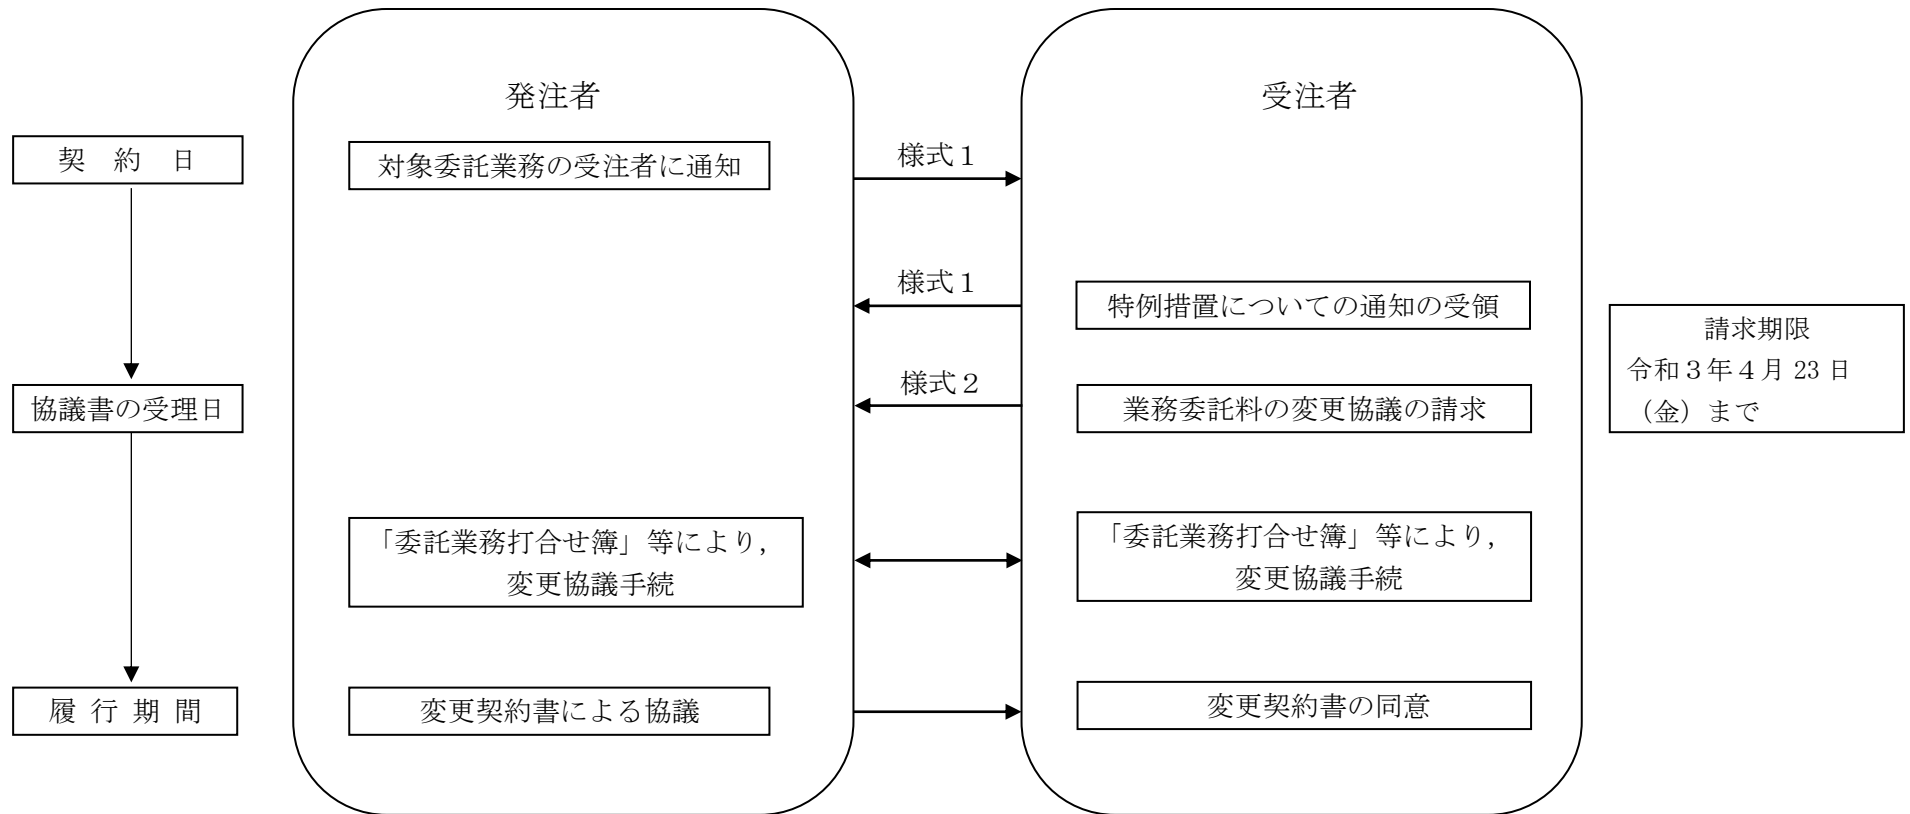 発注者
受注者
契 約 日
対象委託業務の受注者に通知
様式１
様式１
特例措置についての通知の受領
請求期限
令和３年４月 23 日
（金）まで
協議書の受理日
様式２
業務委託料の変更協議の請求
「委託業務打合せ簿」等により，
変更協議手続
「委託業務打合せ簿」等により，
変更協議手続
履 行 期 間
変更契約書による協議
変更契約書の同意